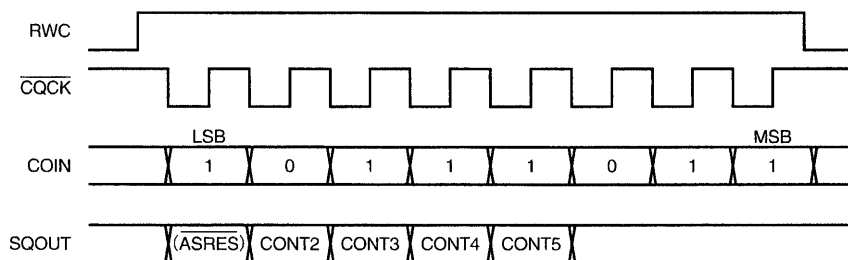 RWC
CQCK
LSB MSB
COIN 1 0 1 1 1 0 1 1
SQOUT (ASRES) CONT2 CONT3 CONT4 CONT5